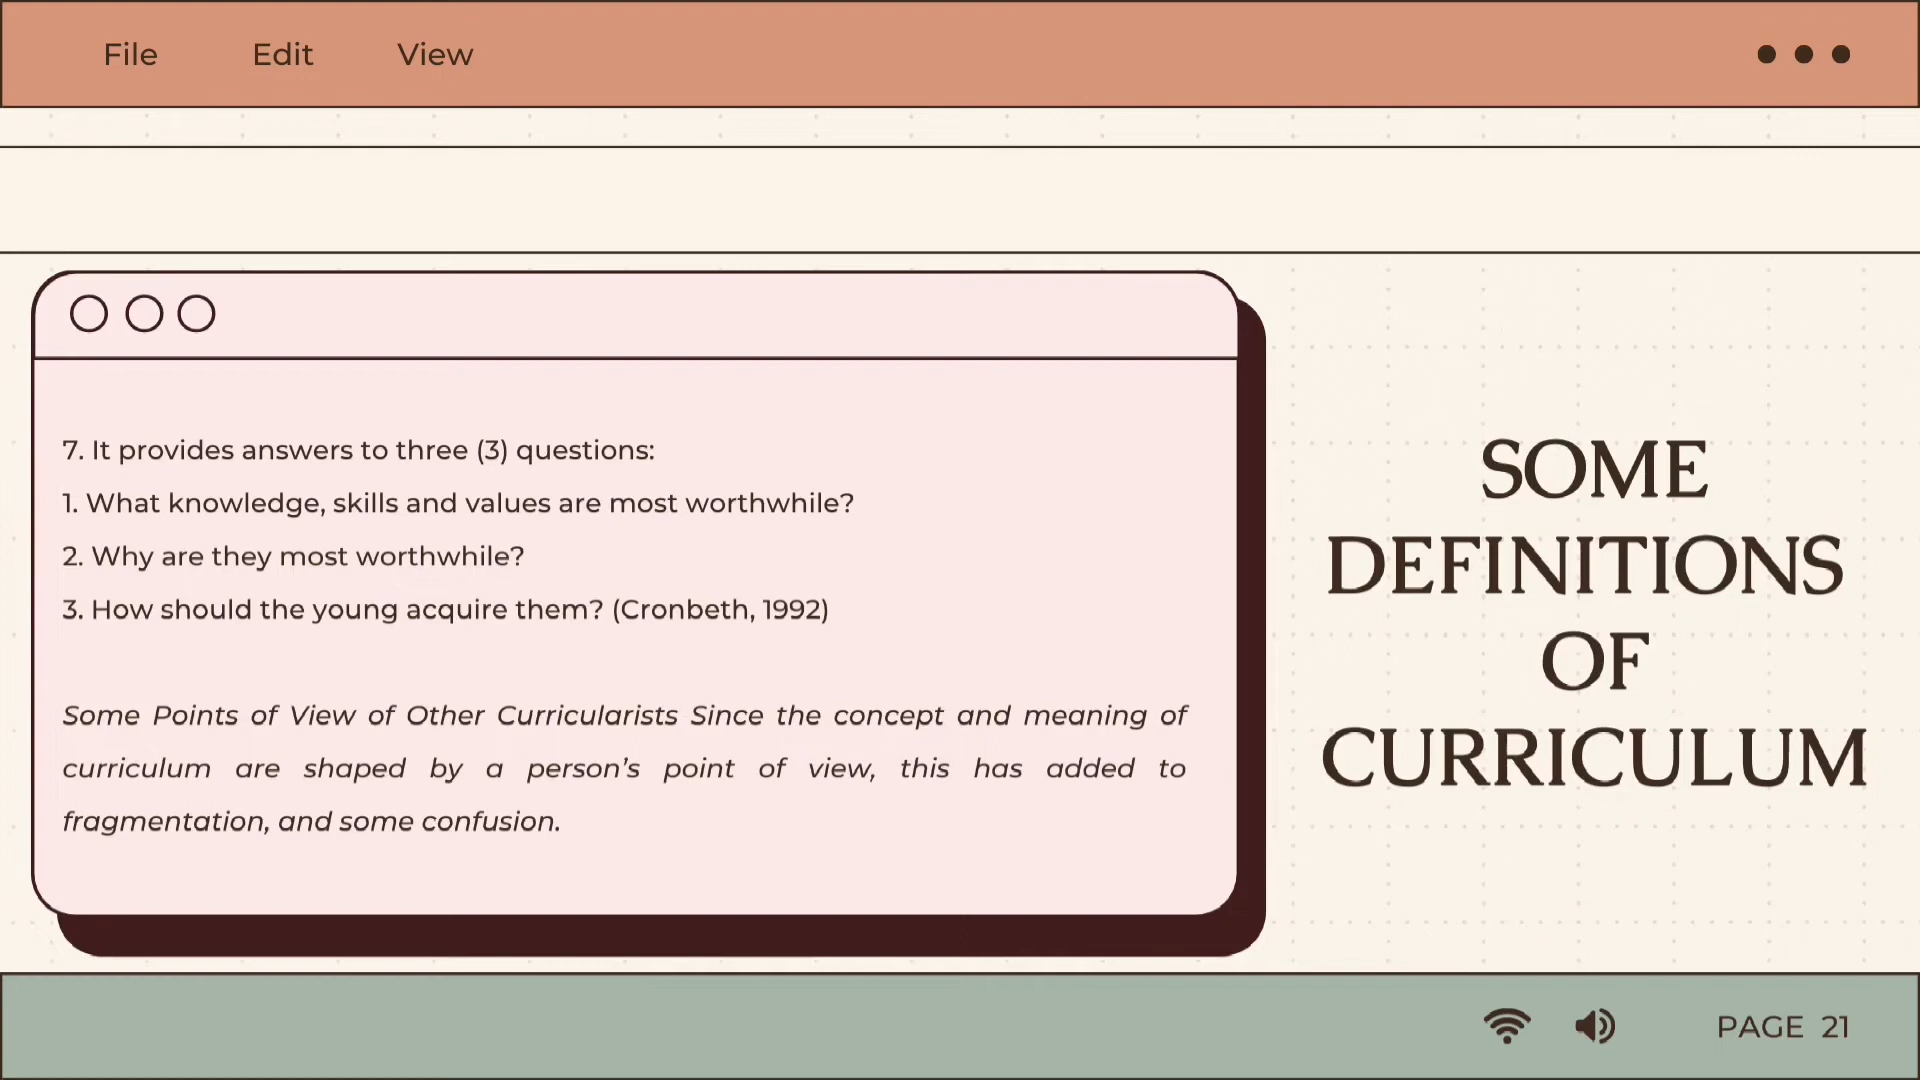 File Edit View
7. It provides answers to three (3) questions:
1. What knowledge, skills and values are most worthwhile?
2. Why are they most worthwhile?
3. How should the young acquire them? (Cronbeth, 1992)
Some Points of View of Other Curricularists Since the concept and meaning of
curriculum are shaped by a person’s point of view, this has added to
fragmentation, and some confusion.
SOME
DEFINITIONS
OF
CURRICULUM
PAGE 21